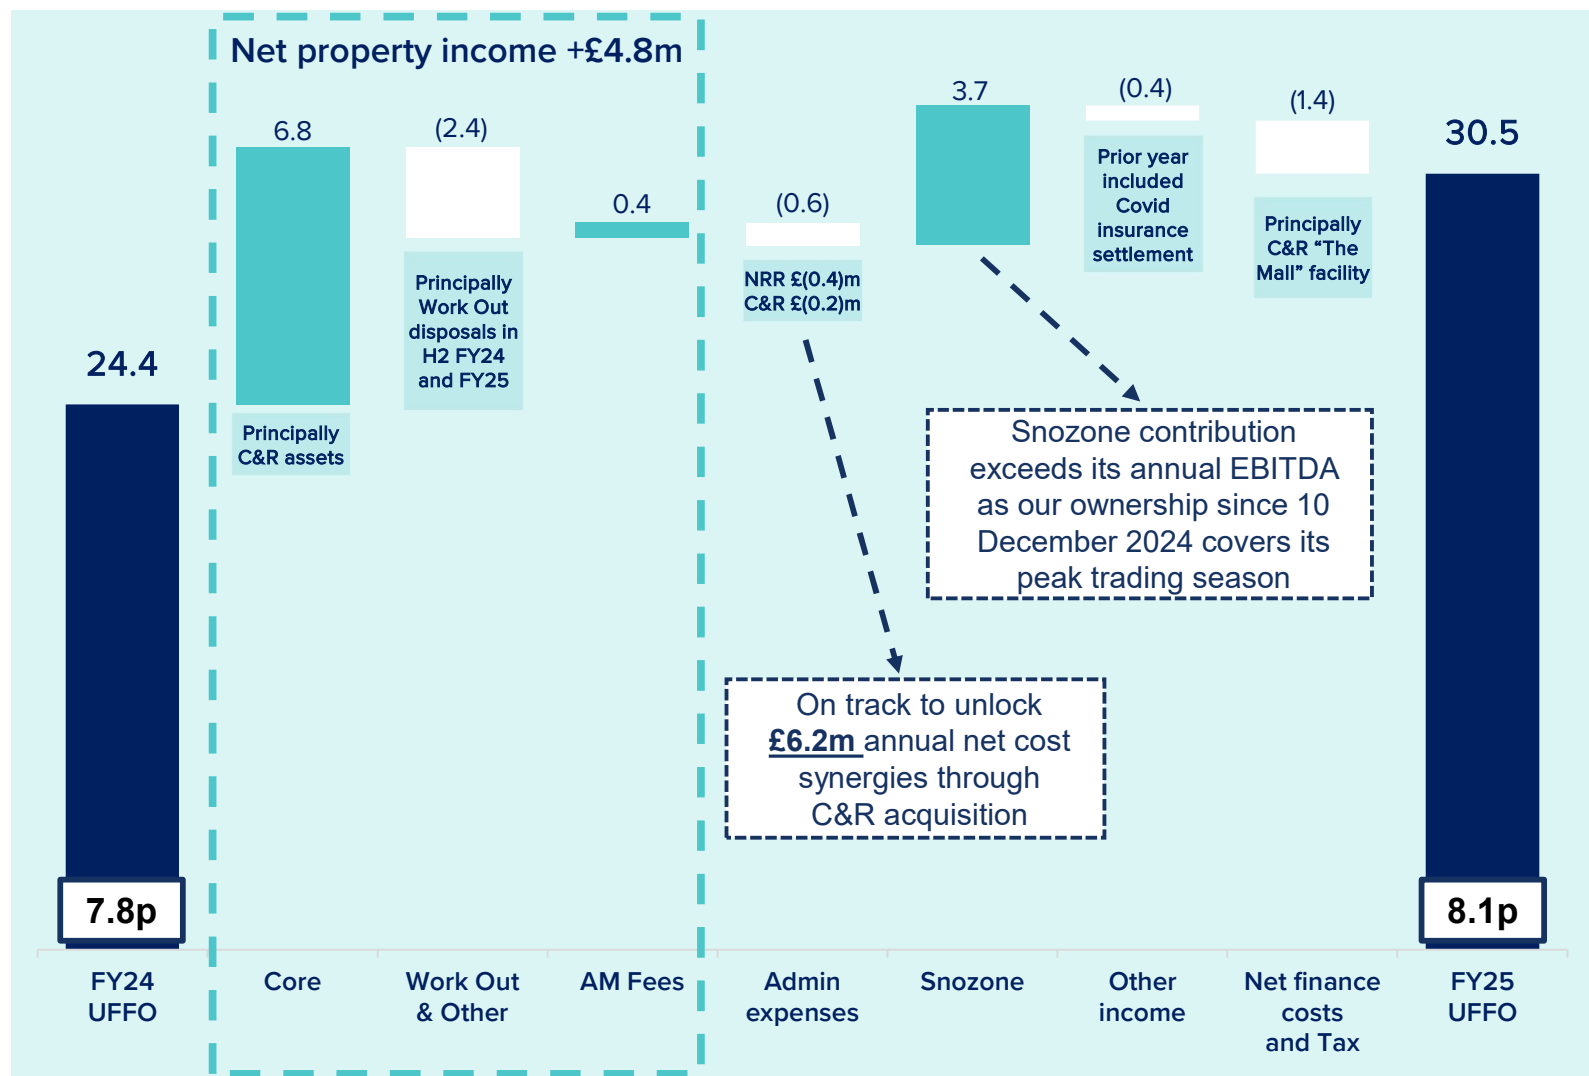 Net property income +£4.8m
24.4
6.8
(2.4)
0.4
(0.6)
3.7
(0.4)
(1.4)
30.5
Principally
C&R assets
Principally
Work Out
disposals in
H2 FY24
and FY25
NRR £(0.4)m
C&R £(0.2)m
Prior year
included
Covid
insurance
settlement
Principally
C&R “The
Mall” facility
Snozone contribution
exceeds its annual EBITDA
as our ownership since 10
December 2024 covers its
peak trading season
On track to unlock
£6.2m annual net cost
synergies through
C&R acquisition
7.8p
8.1p
FY24
UFFO
Core
Work Out
& Other
AM Fees
Admin
expenses
Snozone
Other
income
Net finance
costs
and Tax
FY25
UFFO